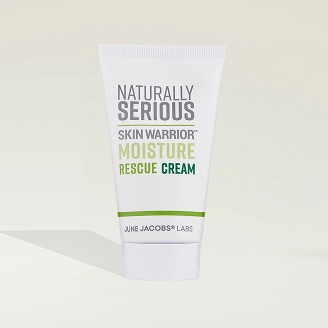 NATURALLY
SERIOUS
SKIN WARRIOR™
MOISTURE
RESCUE CREAM
JUNE JACOBS® LABS